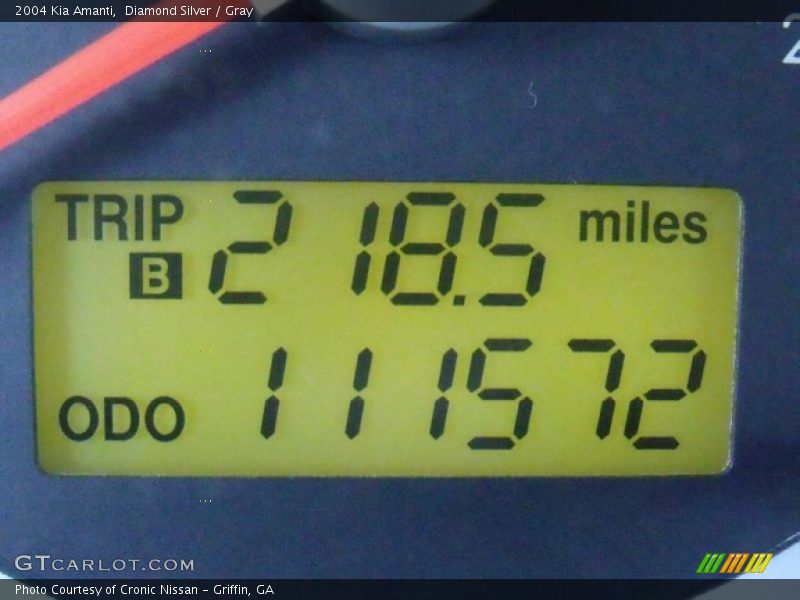 2004 Kia Amanti,  Diamond Silver / Gray
2
TRIP B 218.5 miles
ODO 111572
GTCARLOT.COM
Photo Courtesy of Cronic Nissan - Griffin, GA